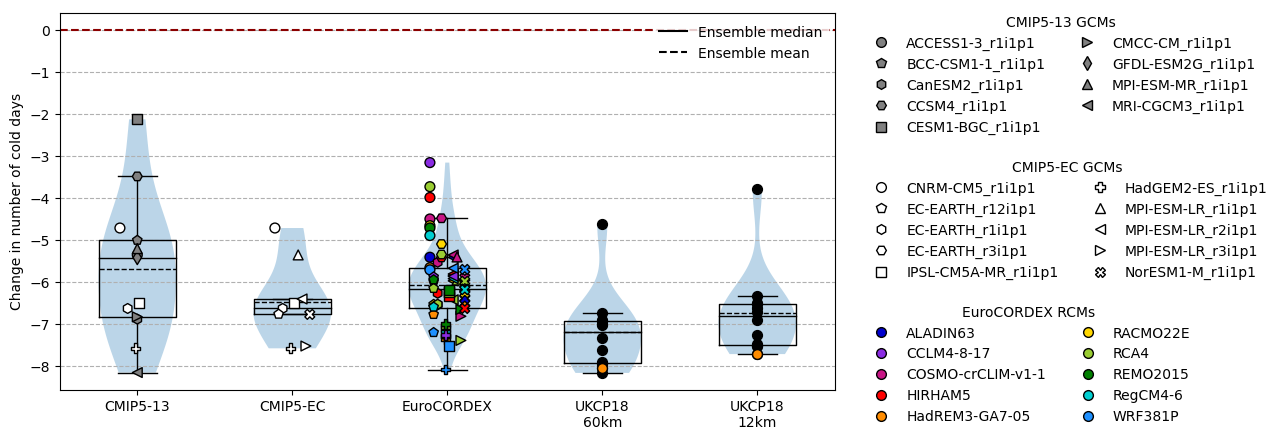 Change in number of cold days
0
−1
−2
−3
−4
−5
−6
−7
−8
Ensemble median
Ensemble mean
CMIP5-13
CMIP5-EC
EuroCORDEX
UKCP18
60km
UKCP18
12km
CMIP5-13 GCMs
ACCESS1-3_r1i1p1
BCC-CSM1-1_r1i1p1
CanESM2_r1i1p1
CCSM4_r1i1p1
CESM1-BGC_r1i1p1
CMCC-CM_r1i1p1
GFDL-ESM2G_r1i1p1
MPI-ESM-MR_r1i1p1
MRI-CGCM3_r1i1p1
CMIP5-EC GCMs
CNRM-CM5_r1i1p1
EC-EARTH_r12i1p1
EC-EARTH_r1i1p1
EC-EARTH_r3i1p1
IPSL-CM5A-MR_r1i1p1
HadGEM2-ES_r1i1p1
MPI-ESM-LR_r1i1p1
MPI-ESM-LR_r2i1p1
MPI-ESM-LR_r3i1p1
NorESM1-M_r1i1p1
EuroCORDEX RCMs
ALADIN63
CCLM4-8-17
COSMO-crCLIM-v1-1
HIRHAM5
HadREM3-GA7-05
RACMO22E
RCA4
REMO2015
RegCM4-6
WRF381P